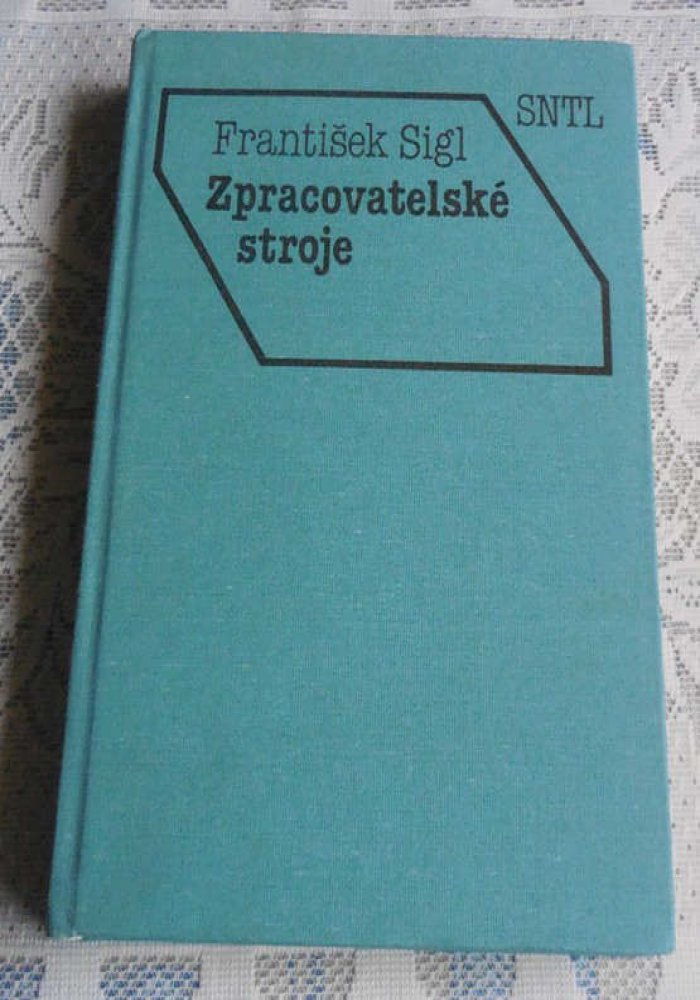 SNTL
František Sigl
Zpracovatelské
stroje